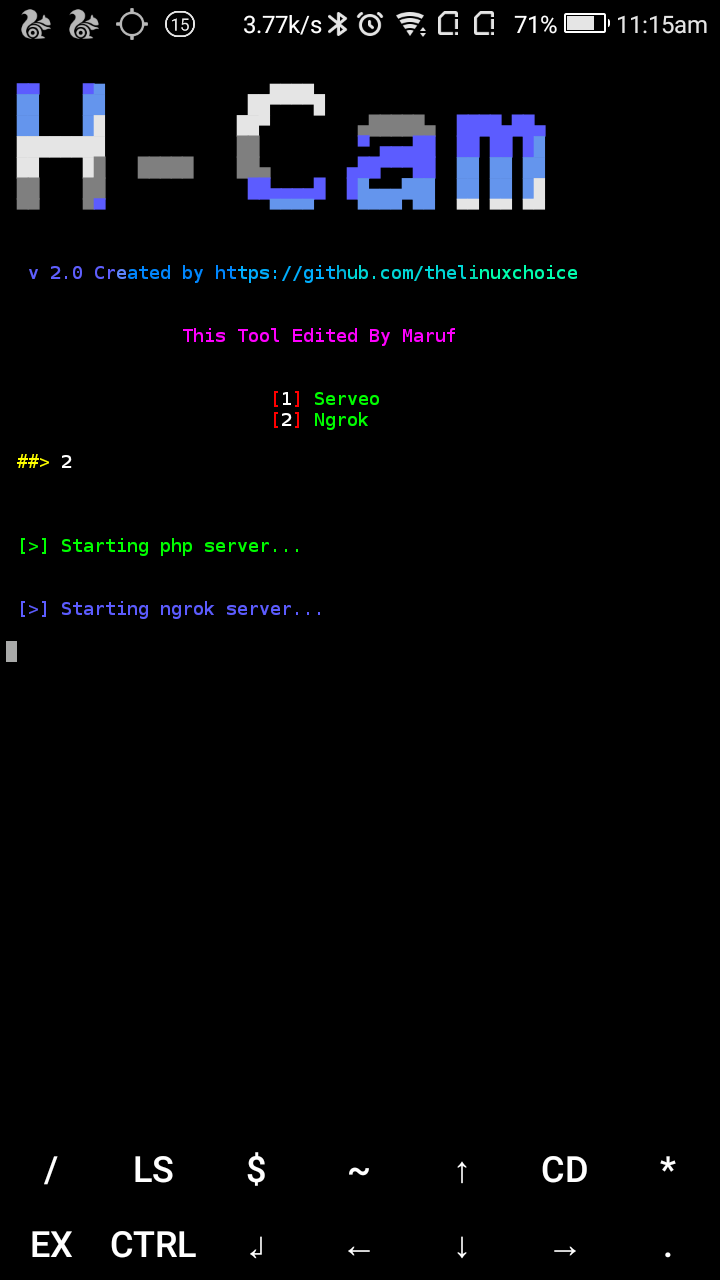 15 3.77k/s 71% 11:15am
H-Cam
v 2.0 Created by https://github.com/thelinuxchoice
This Tool Edited By Maruf
[1] Serveo
[2] Ngrok
##> 2
[>] Starting php server...
[>] Starting ngrok server...
/ LS $ ~ ↑ CD *
EX CTRL ↲ ← ↓ → .